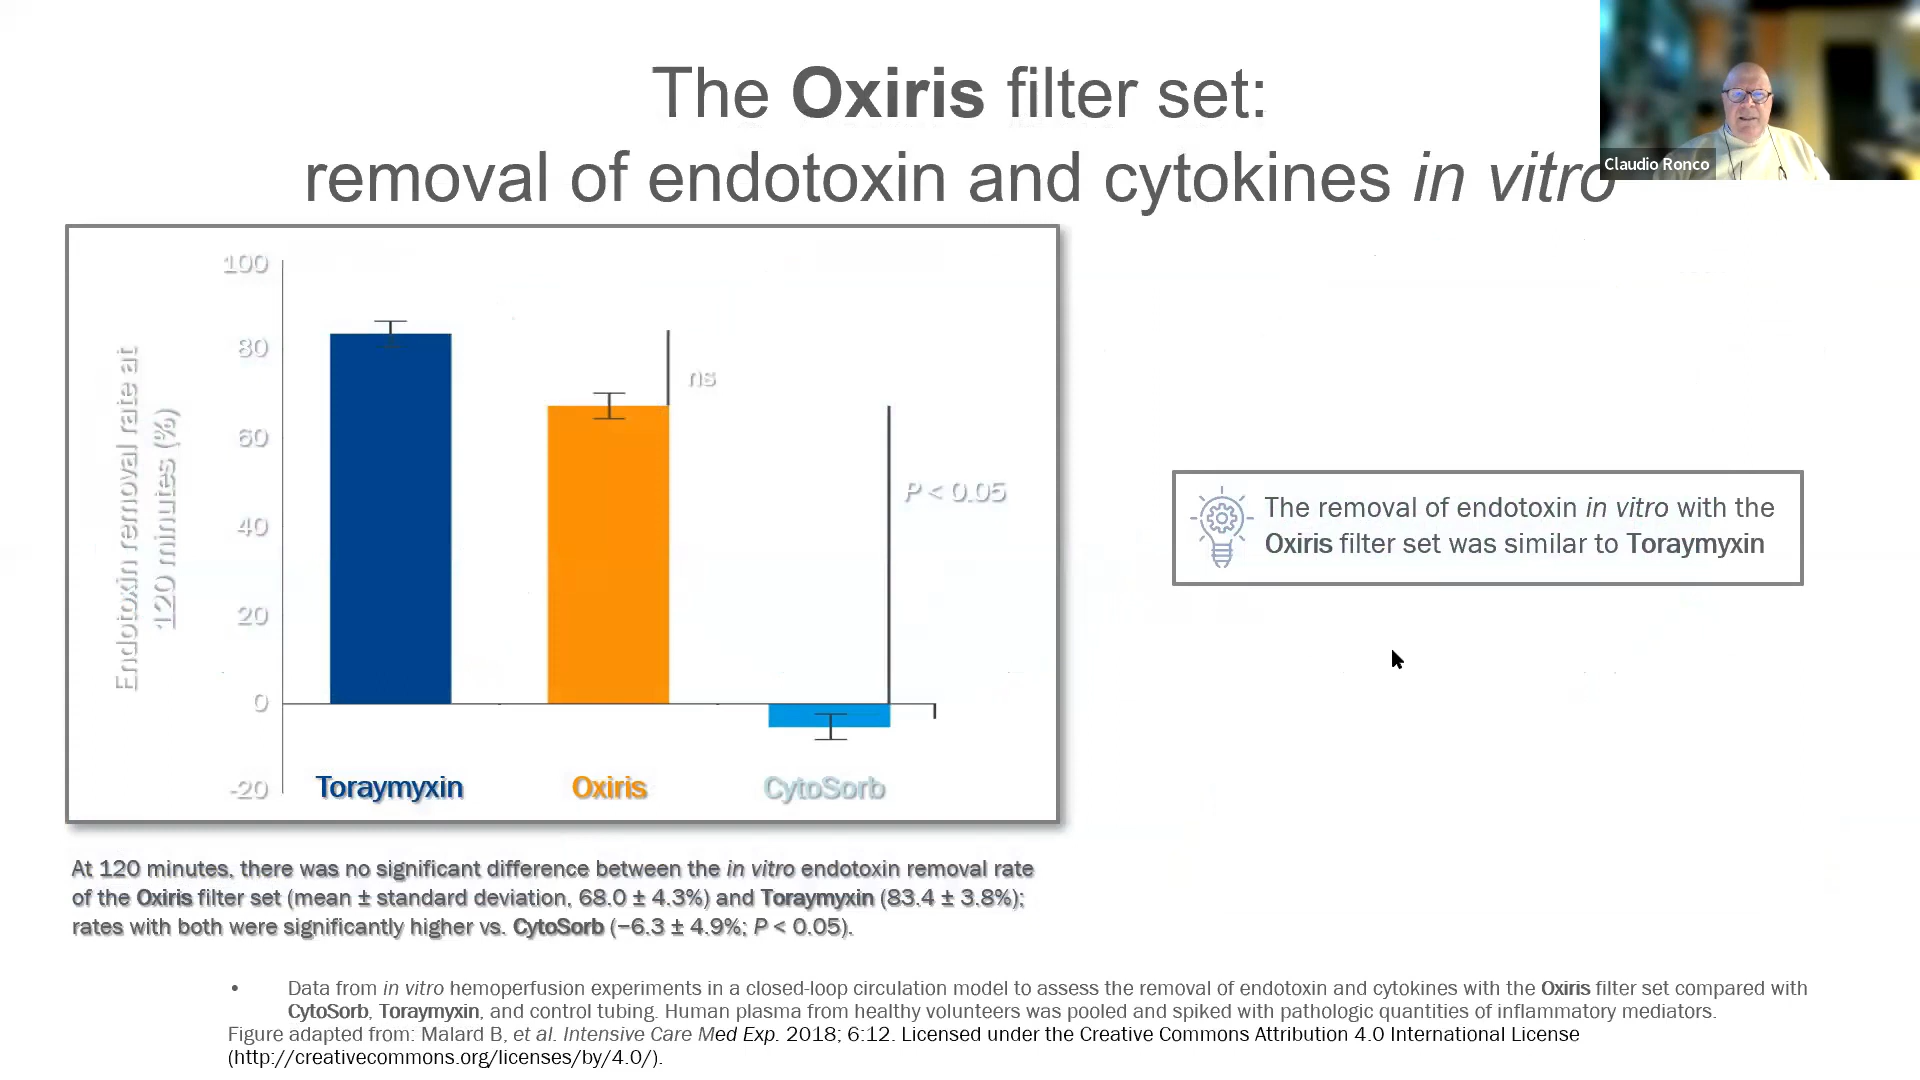 The Oxiris filter set:
removal of endotoxin and cytokines in vitro
Claudio Ronco
Endotoxin removal rate at
120 minutes (%)
100
80
60
40
20
0
-20
ns
P < 0.05
Toraymyxin
Oxiris
CytoSorb
The removal of endotoxin in vitro with the
Oxiris filter set was similar to Toraymyxin
At 120 minutes, there was no significant difference between the in vitro endotoxin removal rate
of the Oxiris filter set (mean ± standard deviation, 68.0 ± 4.3%) and Toraymyxin (83.4 ± 3.8%);
rates with both were significantly higher vs. CytoSorb (−6.3 ± 4.9%; P < 0.05).
• Data from in vitro hemoperfusion experiments in a closed-loop circulation model to assess the removal of endotoxin and cytokines with the Oxiris filter set compared with
CytoSorb, Toraymyxin, and control tubing. Human plasma from healthy volunteers was pooled and spiked with pathologic quantities of inflammatory mediators.
Figure adapted from: Malard B, et al. Intensive Care Med Exp. 2018; 6:12. Licensed under the Creative Commons Attribution 4.0 International License
(http://creativecommons.org/licenses/by/4.0/).